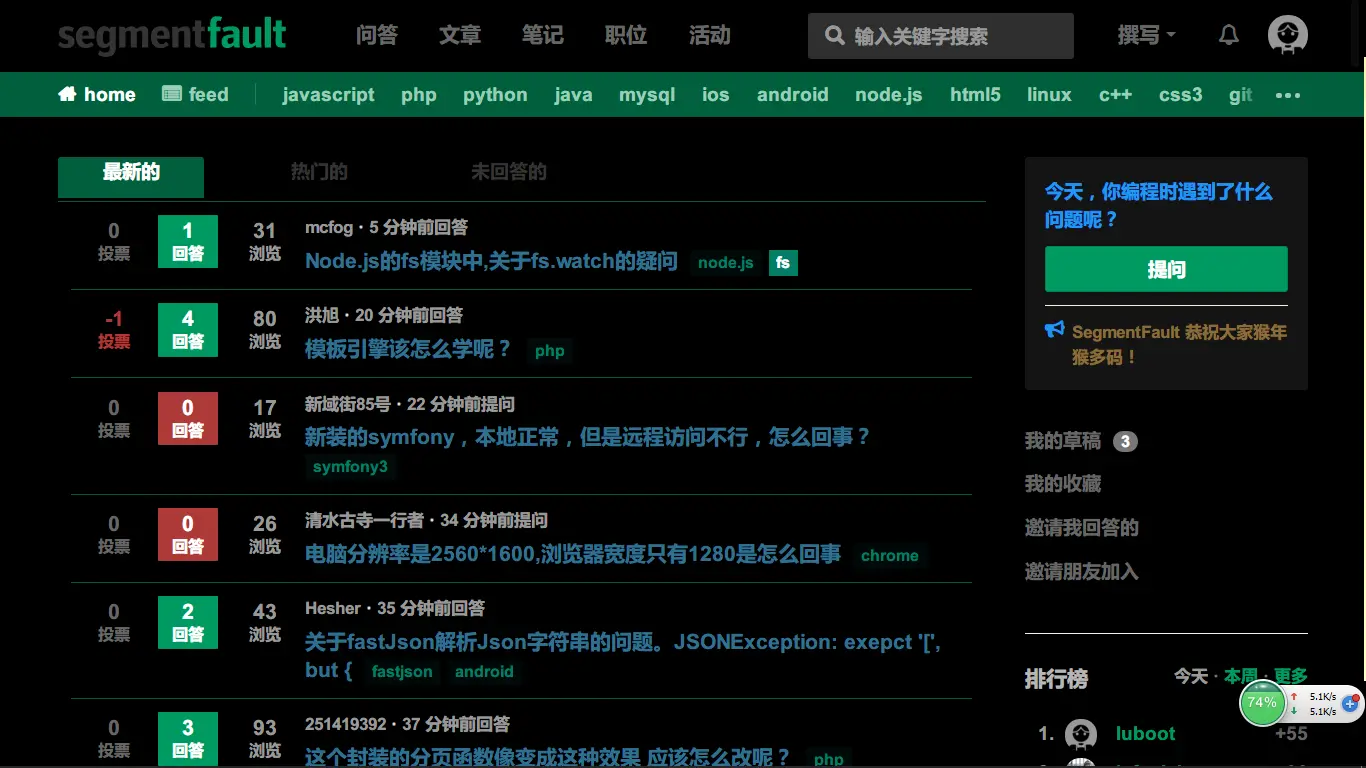 segmentfault 问答 文章 笔记 职位 活动 输入关键字搜索 撰写
home feed javascript php python java mysql ios android node.js html5 linux c++ css3 git •••
最新的 热门的 未回答的
0 投票 1 回答 31 浏览
mcfog · 5 分钟前回答
Node.js的fs模块中,关于fs.watch的疑问 node.js fs
-1 投票 4 回答 80 浏览
洪旭 · 20 分钟前回答
模板引擎该怎么学呢？ php
0 投票 0 回答 17 浏览
新域街85号 · 22 分钟前提问
新装的symfony，本地正常，但是远程访问不行，怎么回事？
symfony3
0 投票 0 回答 26 浏览
清水古寺一行者 · 34 分钟前提问
电脑分辨率是2560*1600,浏览器宽度只有1280是怎么回事 chrome
0 投票 2 回答 43 浏览
Hesher · 35 分钟前回答
关于fastJson解析Json字符串的问题。JSONException: exepct '[',
but { fastjson android
0 投票 3 回答 93 浏览
251419392 · 37 分钟前回答
这个封装的分页函数像变成这种效果 应该怎么改呢？ php
今天，你编程时遇到了什么
问题呢？
提问
SegmentFault 恭祝大家猴年
猴多码！
我的草稿 3
我的收藏
邀请我回答的
邀请朋友加入
排行榜 今天 · 本周 · 更多
1. luboot +55
74% 5.1K/s
5.1K/s